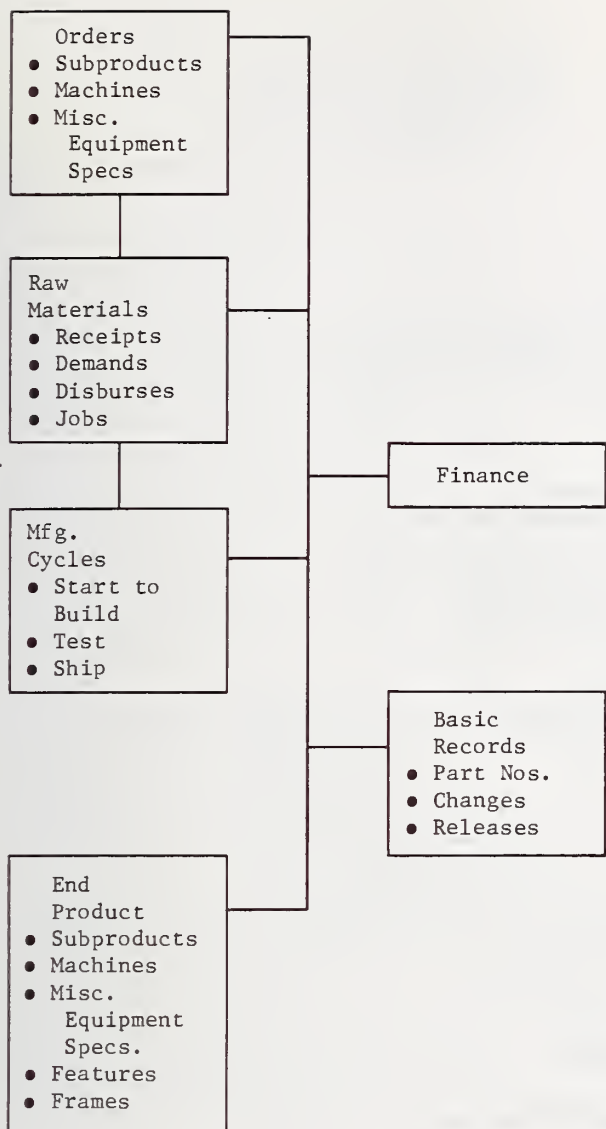 Orders
• Subproducts
• Machines
• Misc.
Equipment
Specs
Raw
Materials
• Receipts
• Demands
• Disburses
• Jobs
Mfg.
Cycles
• Start to
Build
• Test
• Ship
End
Product
• Subproducts
• Machines
• Misc.
Equipment
Specs.
• Features
• Frames
Finance
Basic
Records
• Part Nos.
• Changes
• Releases